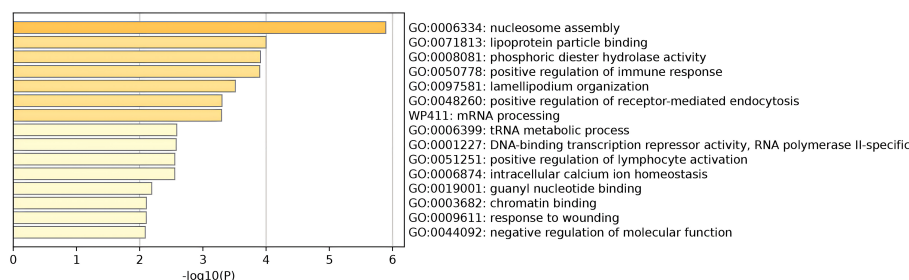 GO:0006334: nucleosome assembly
GO:0071813: lipoprotein particle binding
GO:0008081: phosphoric diester hydrolase activity
GO:0050778: positive regulation of immune response
GO:0097581: lamellipodium organization
GO:0048260: positive regulation of receptor-mediated endocytosis
WP411: mRNA processing
GO:0006399: tRNA metabolic process
GO:0001227: DNA-binding transcription repressor activity, RNA polymerase II-specific
GO:0051251: positive regulation of lymphocyte activation
GO:0006874: intracellular calcium ion homeostasis
GO:0019001: guanyl nucleotide binding
GO:0003682: chromatin binding
GO:0009611: response to wounding
GO:0044092: negative regulation of molecular function
0 1 2 3 4 5 6
-log10(P)